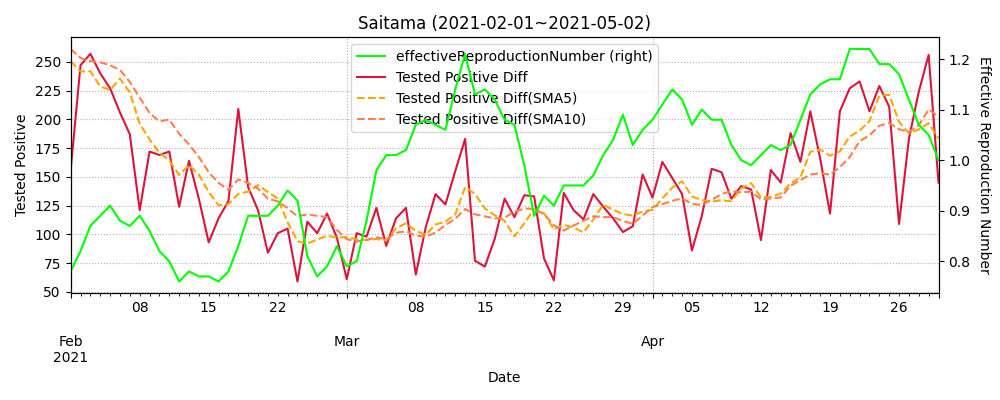 Saitama (2021-02-01~2021-05-02)
effectiveReproductionNumber (right)
Tested Positive Diff
Tested Positive Diff(SMA5)
Tested Positive Diff(SMA10)
Tested Positive
250
225
200
175
150
125
100
75
50
1.2
1.1
1.0
0.9
0.8
Effective Reproduction Number
08 15 22 08 15 22 29 05 12 19 26
Feb Mar Apr
2021
Date